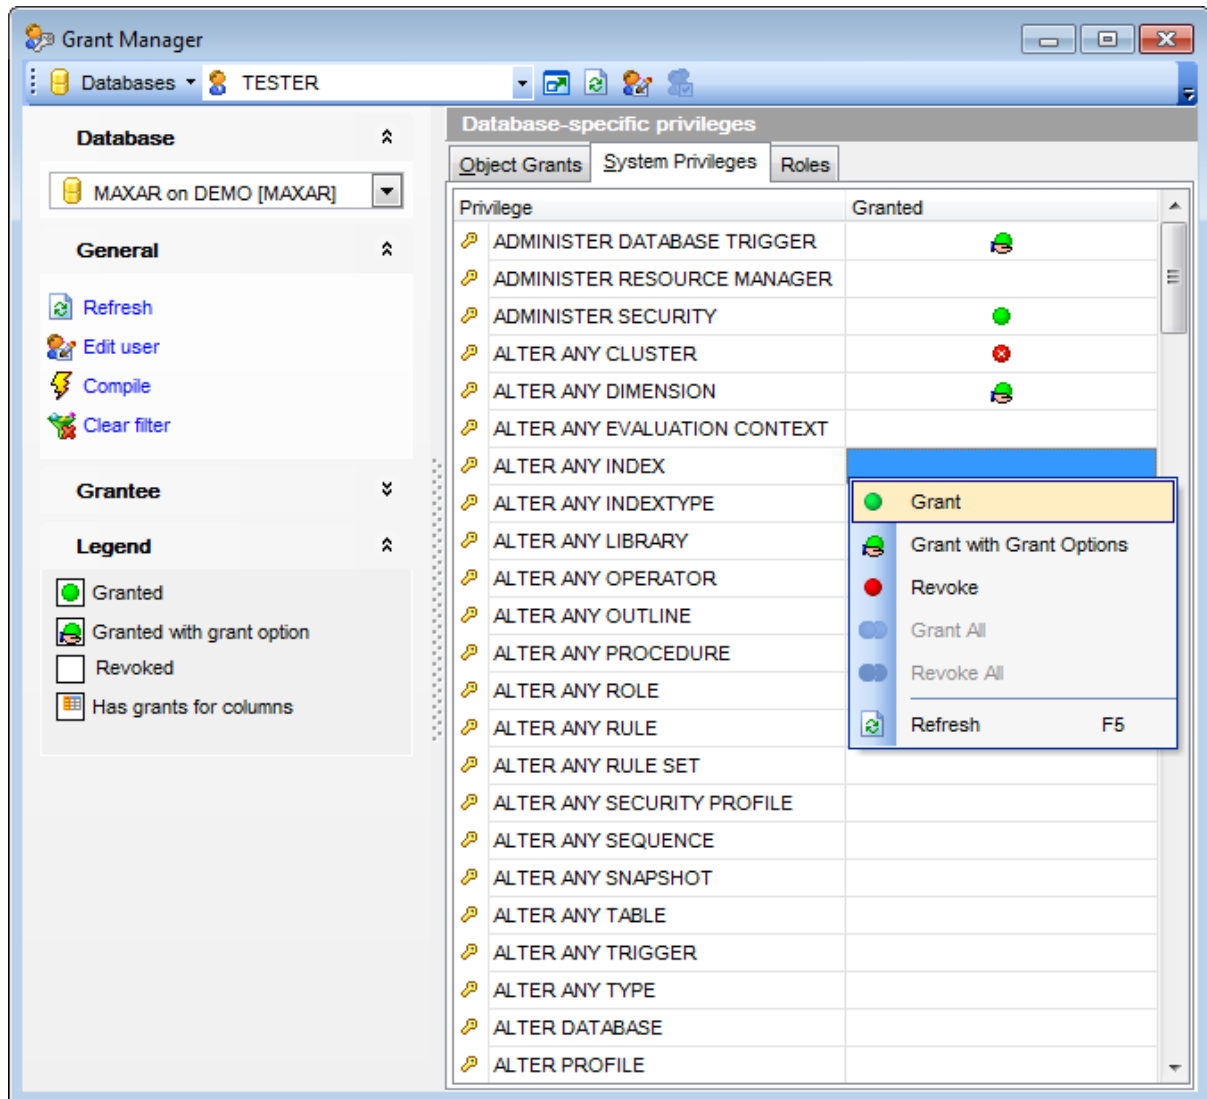 Grant Manager
Databases TESTER
Database
MAXAR on DEMO [MAXAR]
General
Refresh
Edit user
Compile
Clear filter
Grantee
Legend
Granted
Granted with grant option
Revoked
Has grants for columns
Database-specific privileges
Object Grants System Privileges Roles
Privilege Granted
ADMINISTER DATABASE TRIGGER
ADMINISTER RESOURCE MANAGER
ADMINISTER SECURITY
ALTER ANY CLUSTER
ALTER ANY DIMENSION
ALTER ANY EVALUATION CONTEXT
ALTER ANY INDEX
ALTER ANY INDEXTYPE
ALTER ANY LIBRARY
ALTER ANY OPERATOR
ALTER ANY OUTLINE
ALTER ANY PROCEDURE
ALTER ANY ROLE
ALTER ANY RULE
ALTER ANY RULE SET
ALTER ANY SECURITY PROFILE
ALTER ANY SEQUENCE
ALTER ANY SNAPSHOT
ALTER ANY TABLE
ALTER ANY TRIGGER
ALTER ANY TYPE
ALTER DATABASE
ALTER PROFILE
Grant
Grant with Grant Options
Revoke
Grant All
Revoke All
Refresh F5